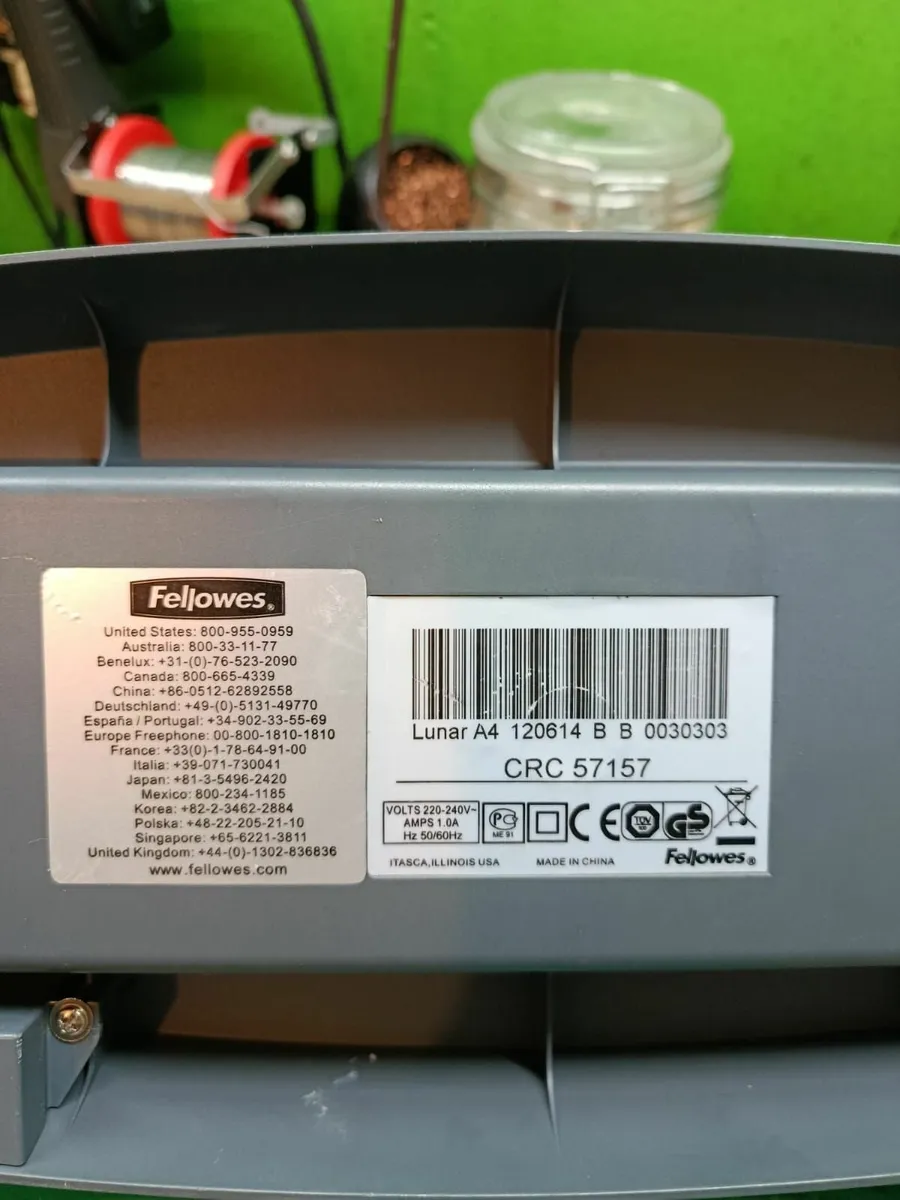 Fellowes®
United States: 800-955-0959
Australia: 800-33-11-77
Benelux: +31-(0)-76-523-2090
Canada: 800-665-4339
China: +86-0512-62892558
Deutschland: +49-(0)-5131-49770
España / Portugal: +34-902-33-55-69
Europe Freephone: 00-800-1810-1810
France: +33(0)-1-78-64-91-00
Italia: +39-071-730041
Japan: +81-3-5496-2420
Mexico: 800-234-1185
Korea: +82-2-3462-2884
Polska: +48-22-205-21-10
Singapore: +65-6221-3811
United Kingdom: +44-(0)-1302-836836
www.fellowes.com
Lunar A4 120614 B B 0030303
CRC 57157
VOLTS 220-240V~
AMPS 1.0A
Hz 50/60Hz
ME 91
CE
TÜV
GS
ITASCA, ILLINOIS USA MADE IN CHINA
Fellowes®